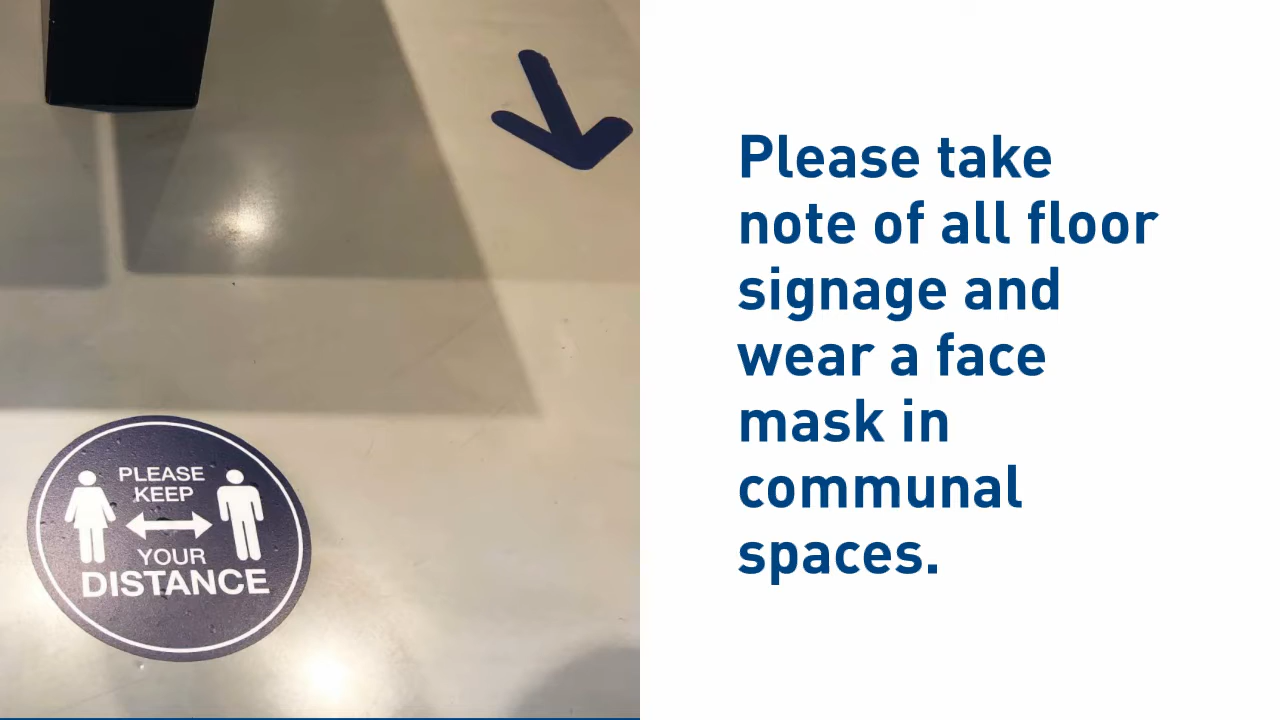 PLEASE
KEEP
YOUR
DISTANCE
Please take
note of all floor
signage and
wear a face
mask in
communal
spaces.